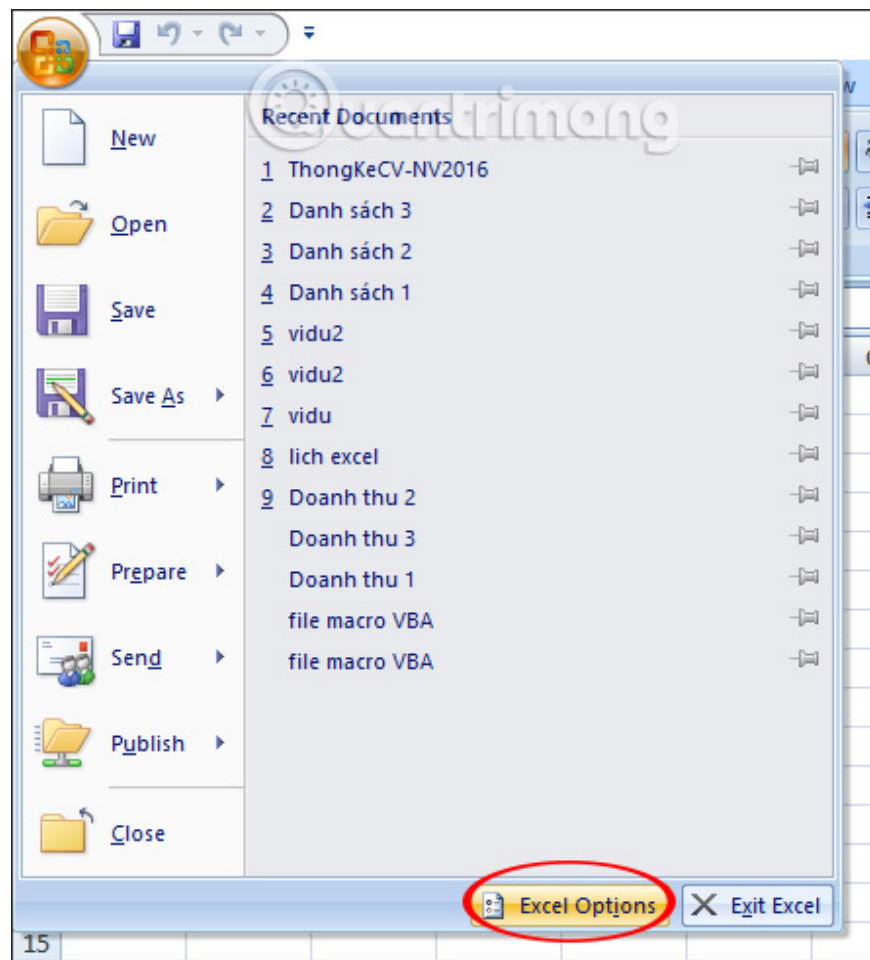 Quantrimang
w
Recent Documents
New
Open
Save
Save As
Print
Prepare
Send
Publish
Close
1 ThongKeCV-NV2016
2 Danh sách 3
3 Danh sách 2
4 Danh sách 1
5 vidu2
6 vidu2
7 vidu
8 lich excel
9 Doanh thu 2
Doanh thu 3
Doanh thu 1
file macro VBA
file macro VBA
Excel Options
Exit Excel
15